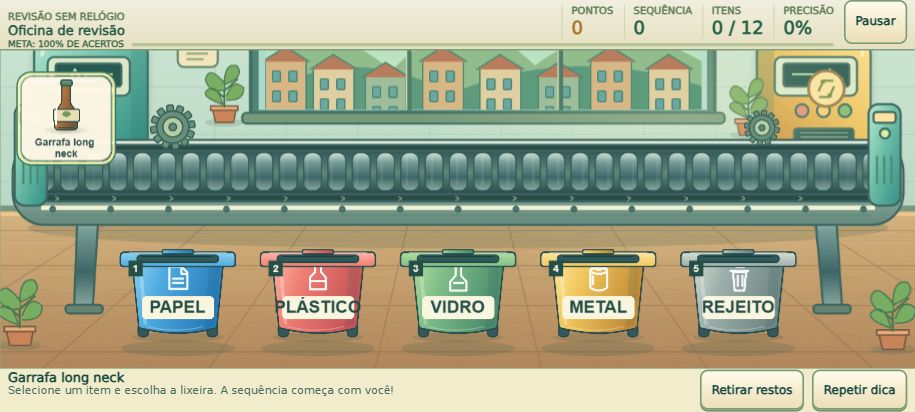 REVISÃO SEM RELÓGIO
Oficina de revisão
META: 100% DE ACERTOS
PONTOS
0
SEQUÊNCIA
0
ITENS
0 / 12
PRECISÃO
0%
Pausar
Garrafa long
neck
1
PAPEL
2
PLÁSTICO
3
VIDRO
4
METAL
5
REJEITO
Garrafa long neck
Selecione um item e escolha a lixeira. A sequência começa com você!
Retirar restos
Repetir dica